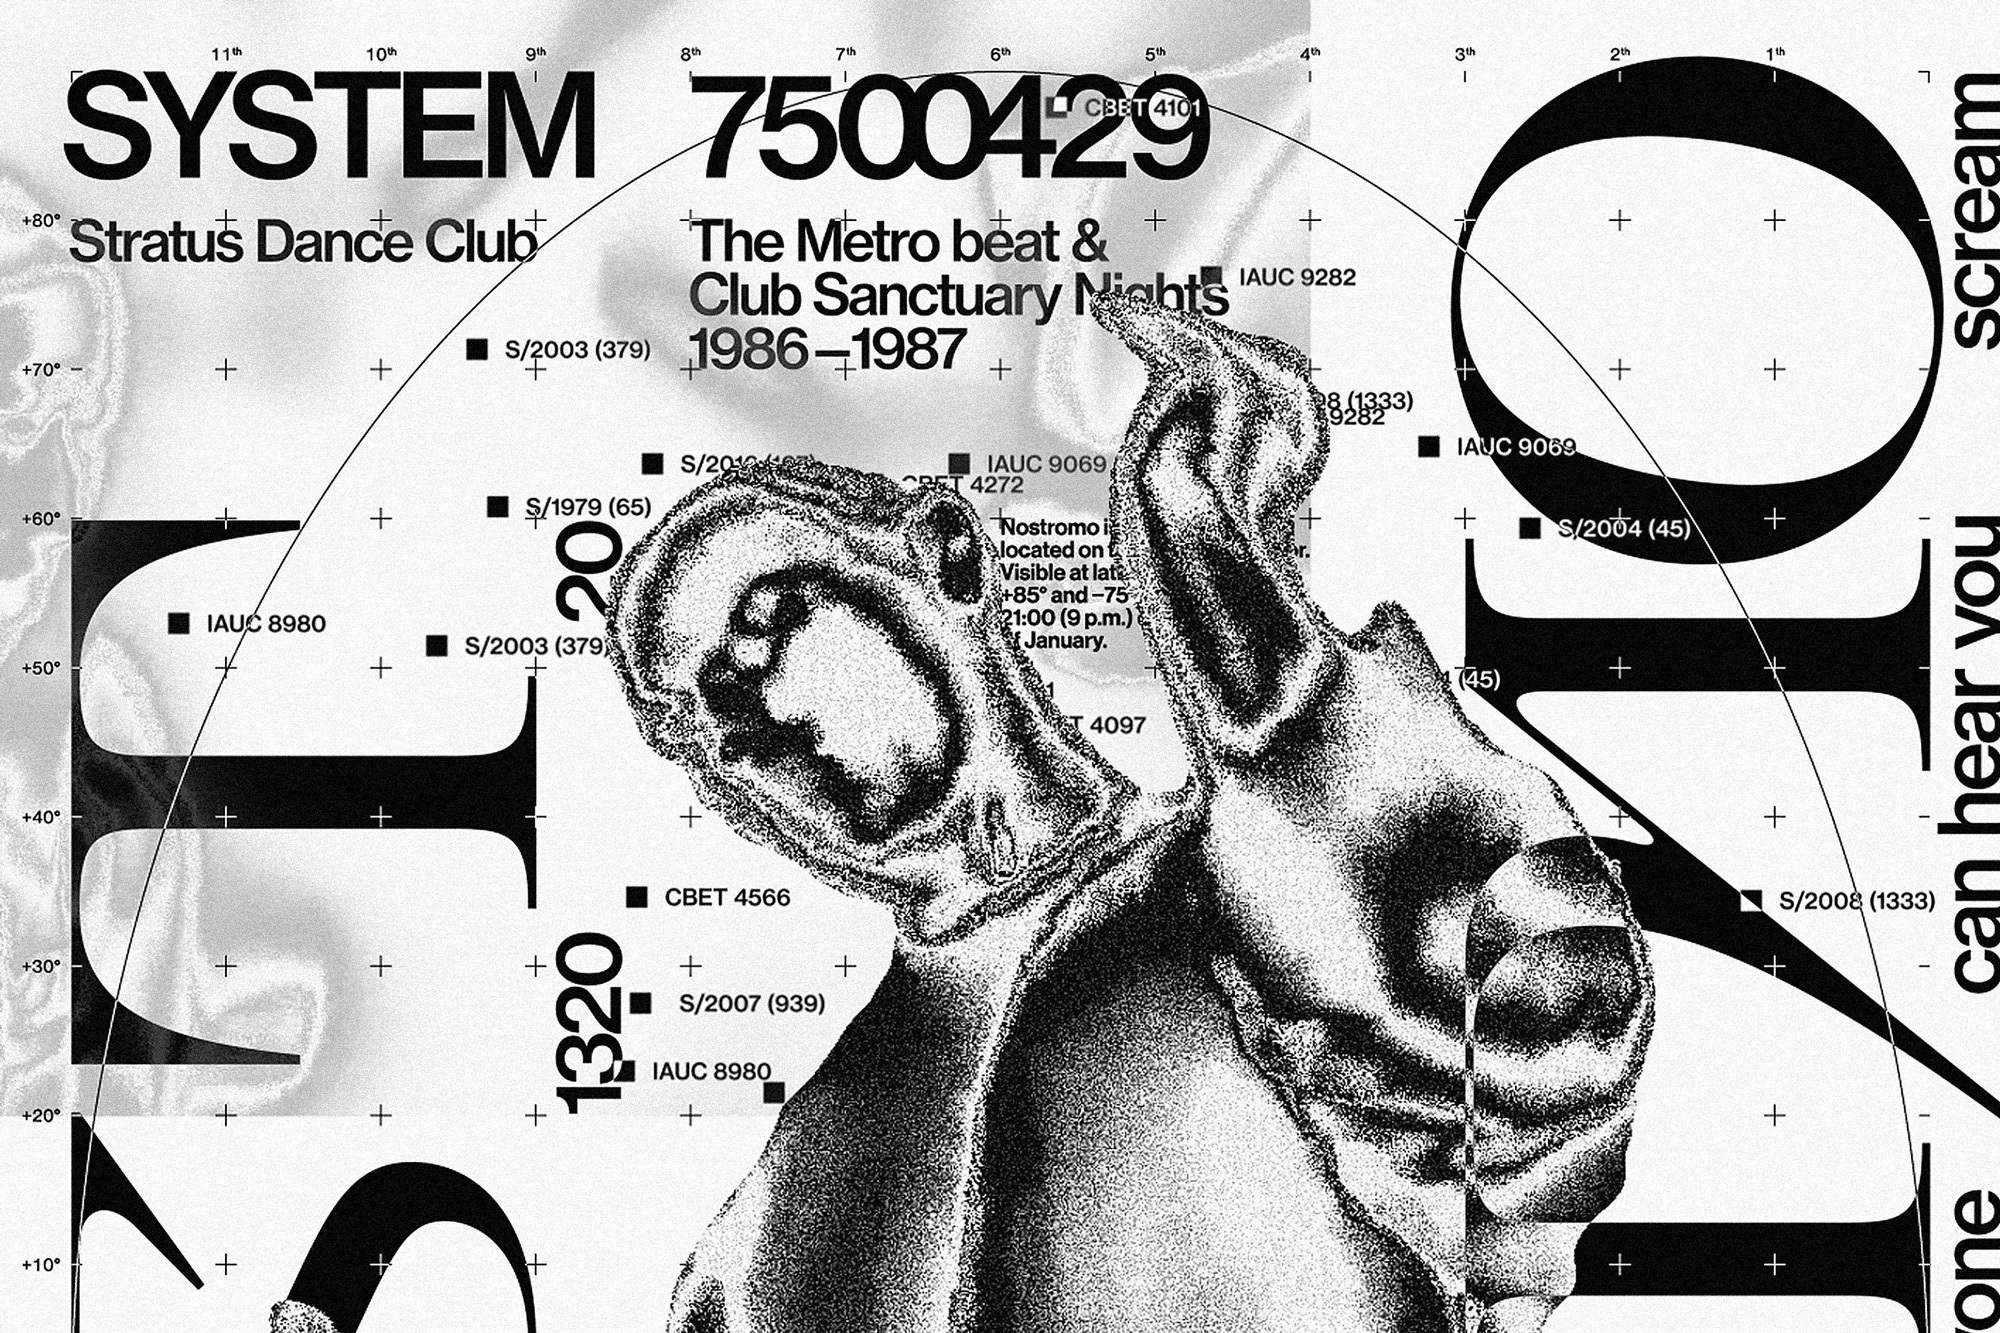 11th 10th 9th 8th 7th 6th 5th 4th 3th 2th 1th
SYSTEM
7500429
CBET 4101
+80°
Stratus Dance Club
The Metro beat &
Club Sanctuary Nights
1986–1987
IAUC 9282
S/2003 (379)
+70°
(1333)
9282
IAUC 9069
IAUC 9069
CBET 4272
S/1979 (65)
+60°
S/2004 (45)
Nostromo
located on
Visible at
+85° and –75
21:00 (9 p.m.)
of January.
20
IAUC 8980
S/2003 (379)
+50°
(45)
4097
+40°
CBET 4566
S/2008 (1333)
+30°
S/2007 (939)
1320
IAUC 8980
+20°
+10°
scream
can hear you
O
T